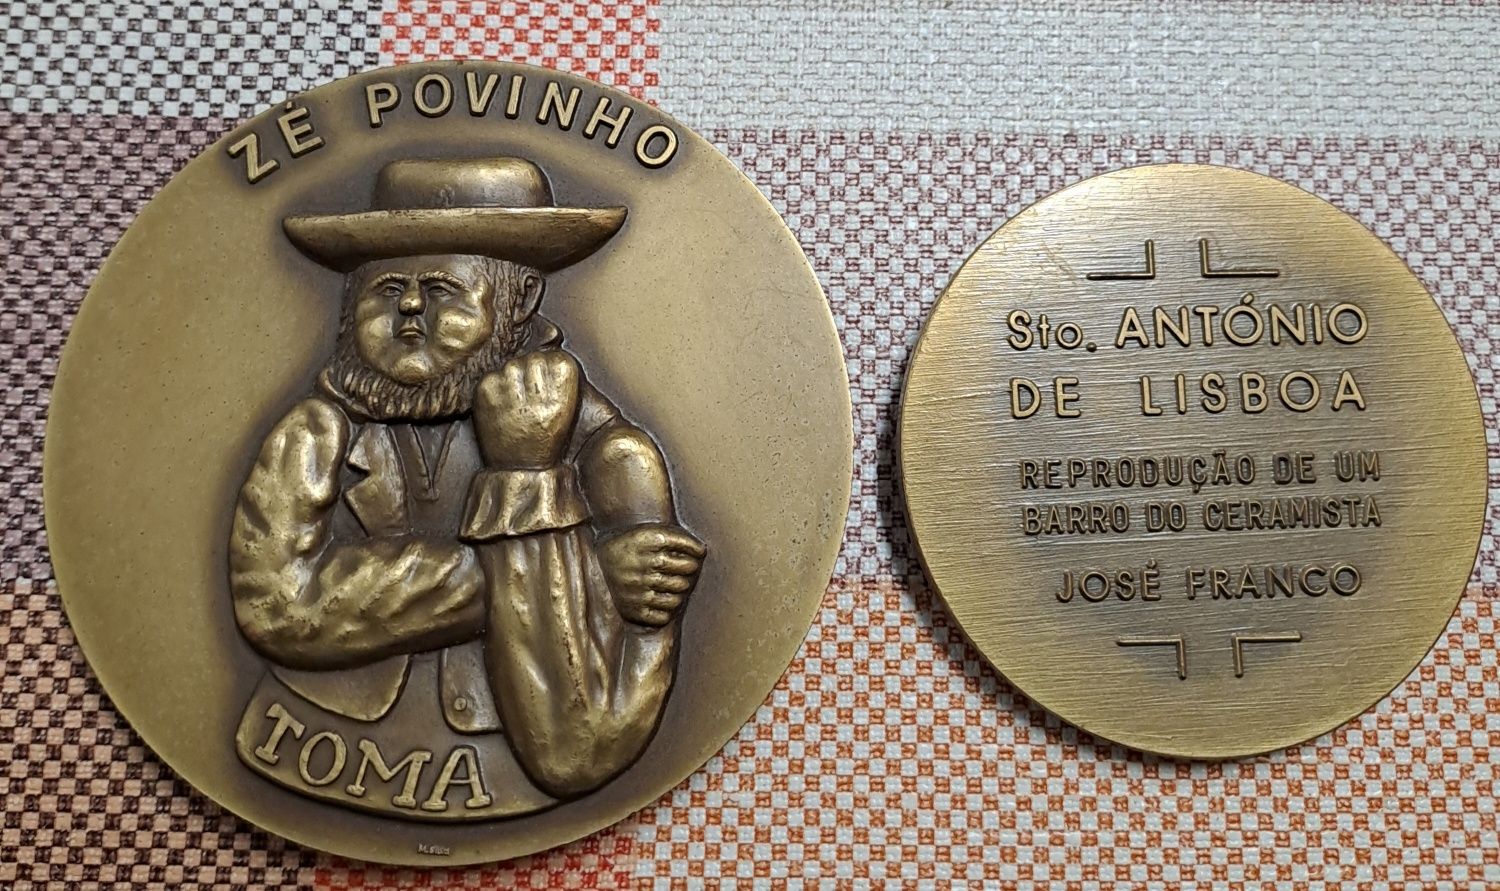 ZÉ POVINHO
TOMA
Sto. ANTÓNIO
DE LISBOA
REPRODUÇÃO DE UM
BARRO DO CERAMISTA
JOSÉ FRANCO